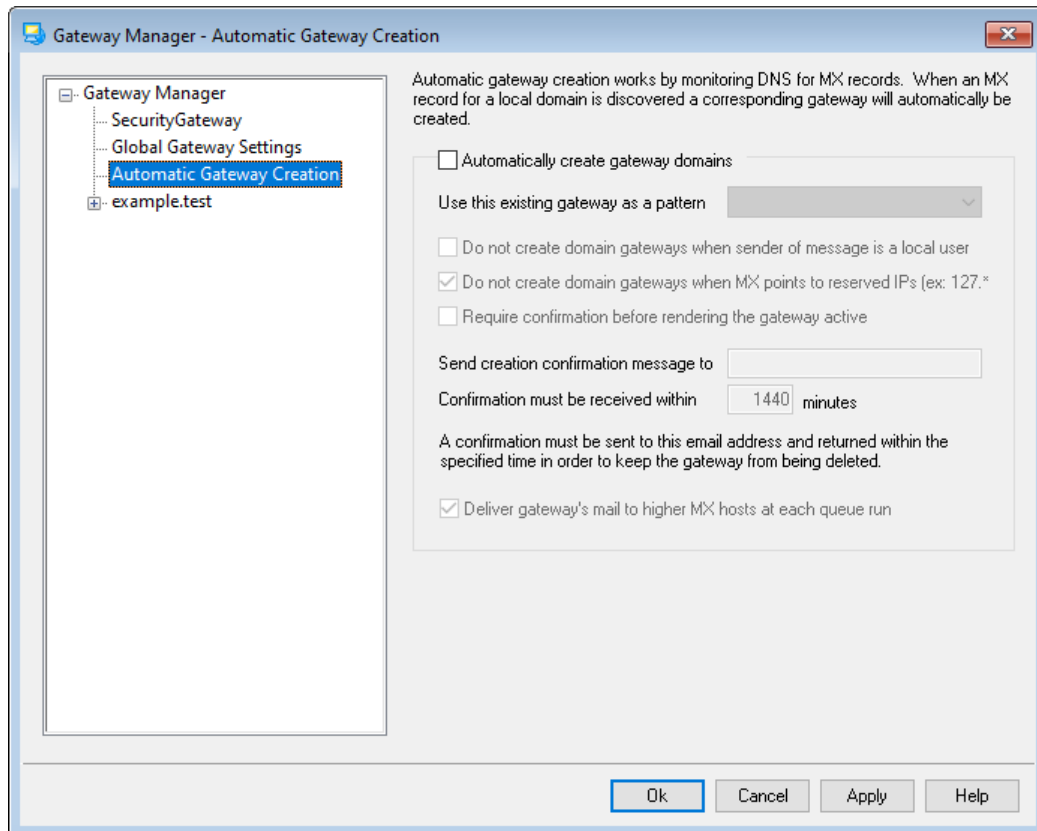 Gateway Manager - Automatic Gateway Creation
Gateway Manager
SecurityGateway
Global Gateway Settings
Automatic Gateway Creation
example.test
Automatic gateway creation works by monitoring DNS for MX records. When an MX
record for a local domain is discovered a corresponding gateway will automatically be
created.
Automatically create gateway domains
Use this existing gateway as a pattern
Do not create domain gateways when sender of message is a local user
Do not create domain gateways when MX points to reserved IPs (ex: 127.*
Require confirmation before rendering the gateway active
Send creation confirmation message to
Confirmation must be received within 1440 minutes
A confirmation must be sent to this email address and returned within the
specified time in order to keep the gateway from being deleted.
Deliver gateway's mail to higher MX hosts at each queue run
Ok Cancel Apply Help